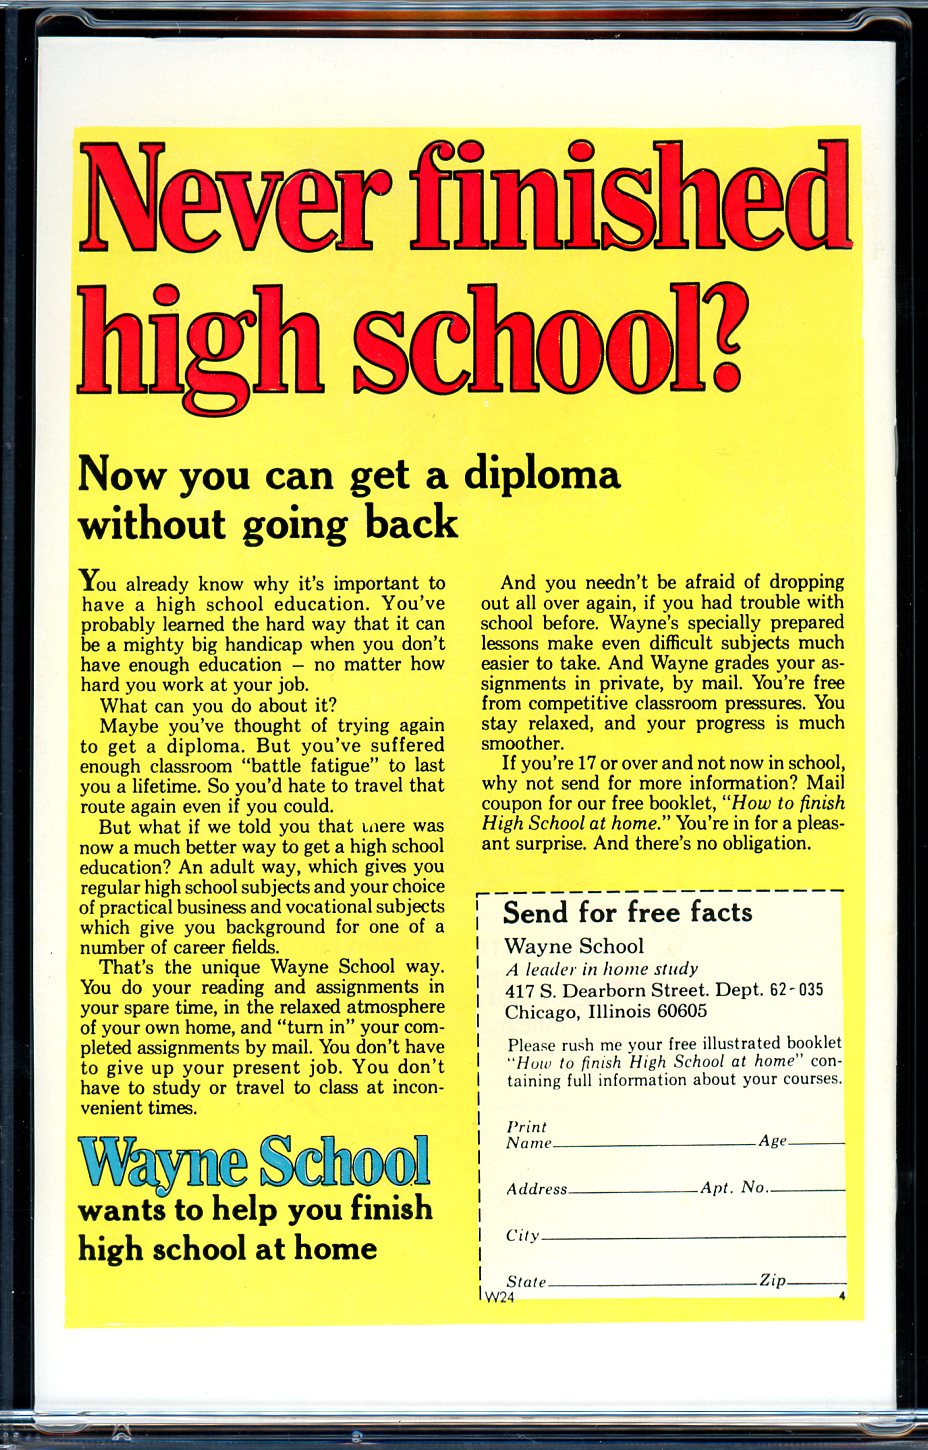 Never finished
high school?
Now you can get a diploma
without going back
You already know why it's important to
have a high school education. You've
probably learned the hard way that it can
be a mighty big handicap when you don't
have enough education – no matter how
hard you work at your job.
What can you do about it?
Maybe you've thought of trying again
to get a diploma. But you've suffered
enough classroom "battle fatigue" to last
you a lifetime. So you'd hate to travel that
route again even if you could.
But what if we told you that there was
now a much better way to get a high school
education? An adult way, which gives you
regular high school subjects and your choice
of practical business and vocational subjects
which give you background for one of a
number of career fields.
That's the unique Wayne School way.
You do your reading and assignments in
your spare time, in the relaxed atmosphere
of your own home, and "turn in" your com-
pleted assignments by mail. You don't have
to give up your present job. You don't
have to study or travel to class at incon-
venient times.
Wayne School
wants to help you finish
high school at home
And you needn't be afraid of dropping
out all over again, if you had trouble with
school before. Wayne's specially prepared
lessons make even difficult subjects much
easier to take. And Wayne grades your as-
signments in private, by mail. You're free
from competitive classroom pressures. You
stay relaxed, and your progress is much
smoother.
If you're 17 or over and not now in school,
why not send for more information? Mail
coupon for our free booklet, "How to finish
High School at home." You're in for a pleas-
ant surprise. And there's no obligation.
Send for free facts
Wayne School
A leader in home study
417 S. Dearborn Street. Dept. 62-035
Chicago, Illinois 60605
Please rush me your free illustrated booklet
"How to finish High School at home" con-
taining full information about your courses.
Print
Name Age
Address Apt. No.
City
State Zip
W24 4